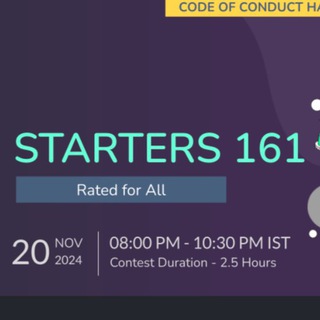 CODE OF CONDUCT HA
STARTERS 161
Rated for All
20 NOV 2024
08:00 PM - 10:30 PM IST
Contest Duration - 2.5 Hours